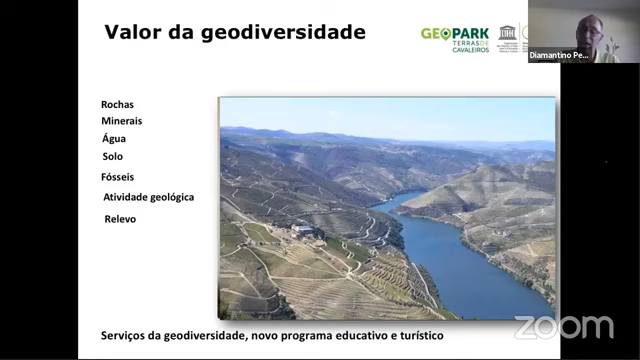 Valor da geodiversidade
GEOPARK
TERRAS DE
CAVALEIROS
Diamantino Pe...
Rochas
Minerais
Água
Solo
Fósseis
Atividade geológica
Relevo
Serviços da geodiversidade, novo programa educativo e turístico
zoom